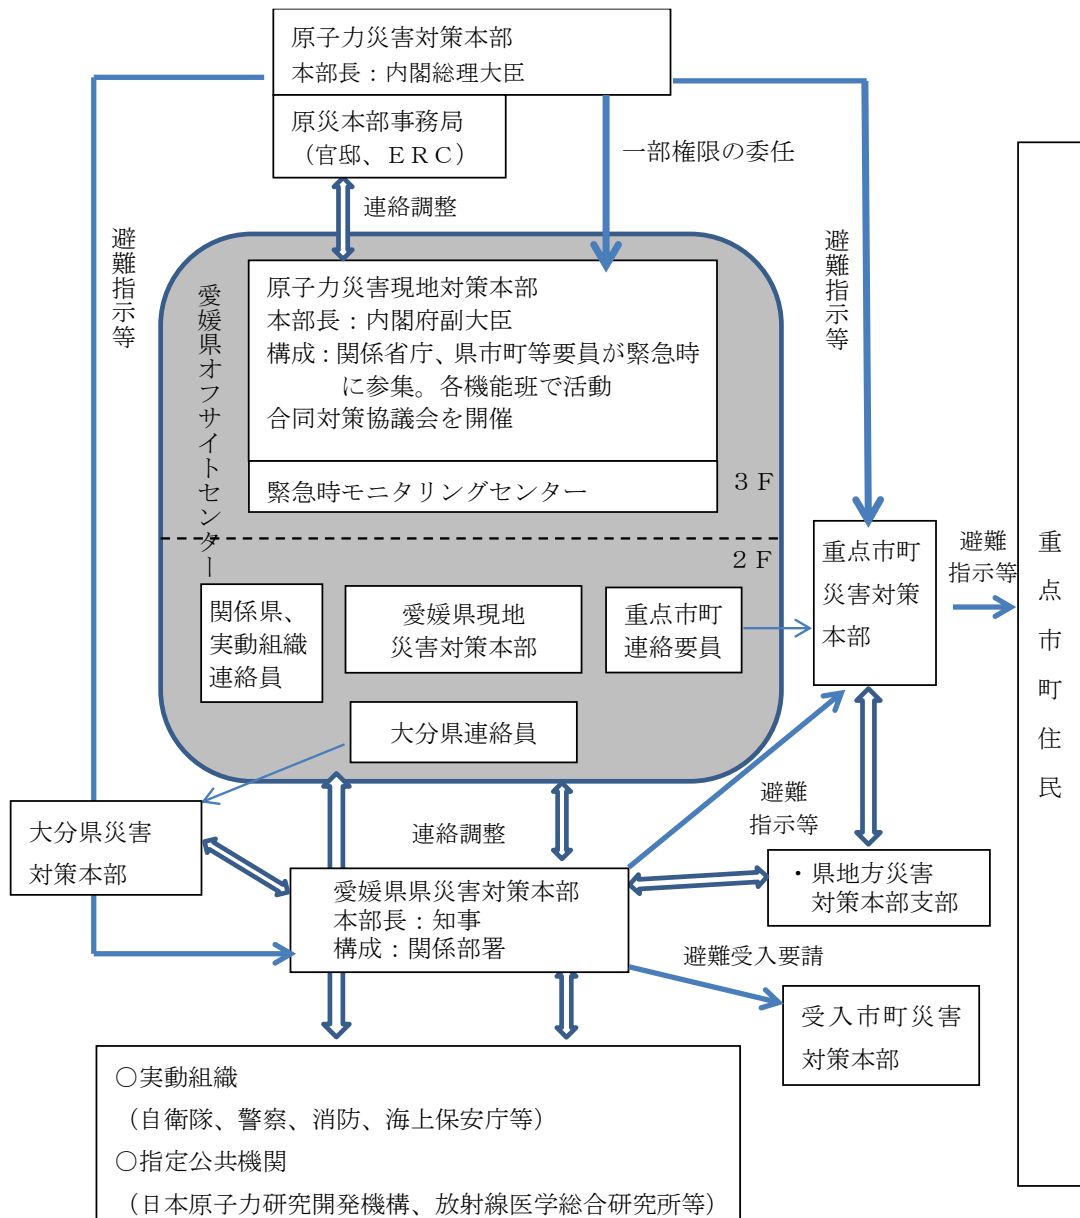 原子力災害対策本部
本部長：内閣総理大臣
原災本部事務局
（官邸、ＥＲＣ）
一部権限の委任
連絡調整
避難指示等
避難指示等
愛媛県オフサイトセンター
原子力災害現地対策本部
本部長：内閣府副大臣
構成：関係省庁、県市町等要員が緊急時
に参集。各機能班で活動
合同対策協議会を開催
緊急時モニタリングセンター
３Ｆ
２Ｆ
関係県、
実動組織
連絡員
愛媛県現地
災害対策本部
重点市町
連絡要員
大分県連絡員
重点市町
災害対策
本部
避難
指示等
重点市町住民
大分県災害
対策本部
連絡調整
避難
指示等
愛媛県県災害対策本部
本部長：知事
構成：関係部署
・県地方災害
対策本部支部
避難受入要請
受入市町災害
対策本部
○実動組織
（自衛隊、警察、消防、海上保安庁等）
○指定公共機関
（日本原子力研究開発機構、放射線医学総合研究所等）